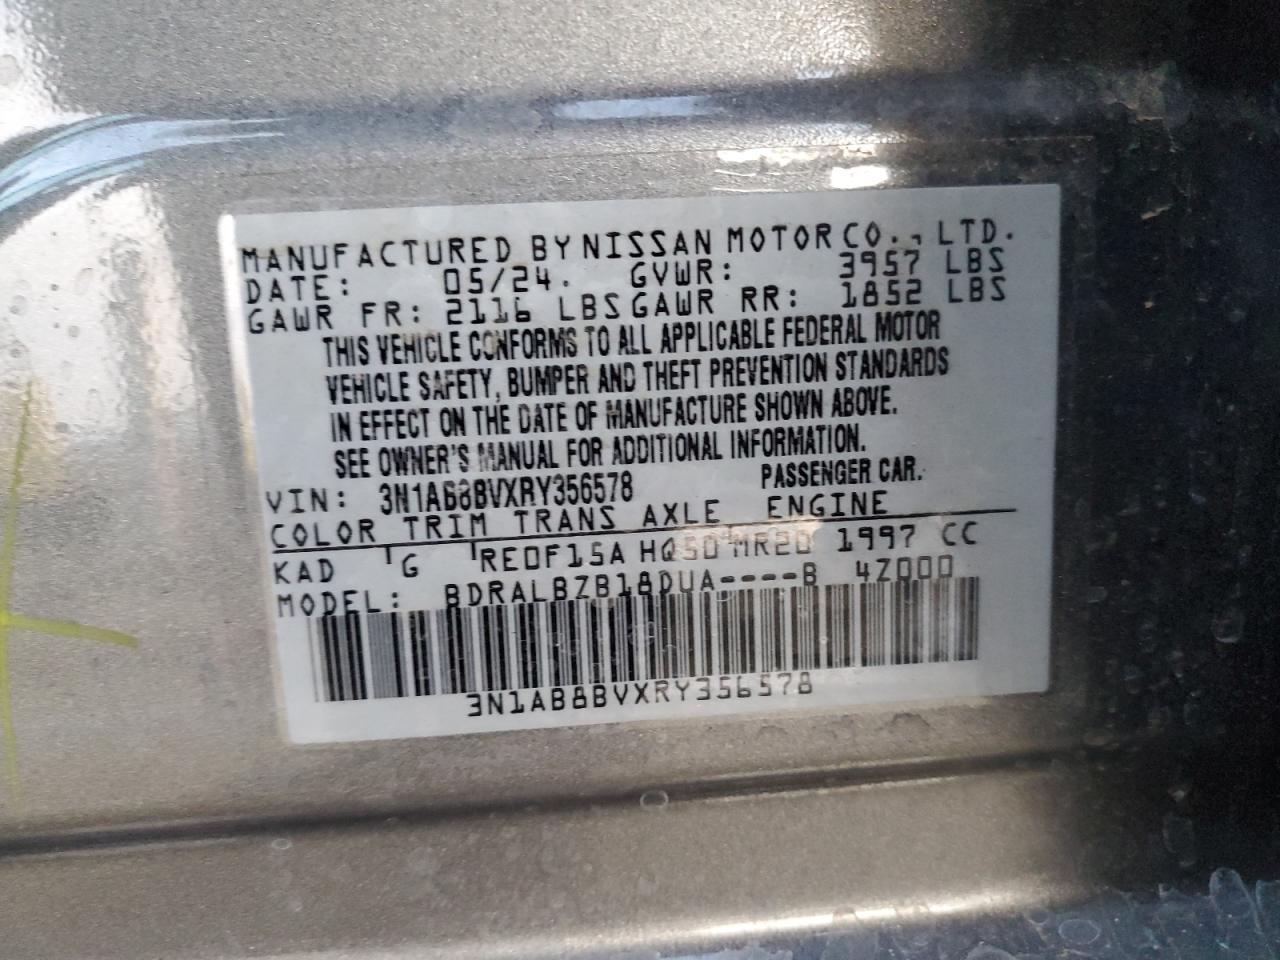 MANUFACTURED BY NISSAN MOTOR CO., LTD.
DATE: 05/24. GVWR: 3957 LBS
GAWR FR: 2116 LBS GAWR RR: 1852 LBS
THIS VEHICLE CONFORMS TO ALL APPLICABLE FEDERAL MOTOR
VEHICLE SAFETY, BUMPER AND THEFT PREVENTION STANDARDS
IN EFFECT ON THE DATE OF MANUFACTURE SHOWN ABOVE.
SEE OWNER'S MANUAL FOR ADDITIONAL INFORMATION.
VIN: 3N1AB8BVXRY356578 PASSENGER CAR.
COLOR TRIM TRANS AXLE ENGINE
KAD G RE0F15A HQ50 MR20 1997 CC
MODEL: BDRALBZB18DUA----B 4Z000
3N1AB8BVXRY356578